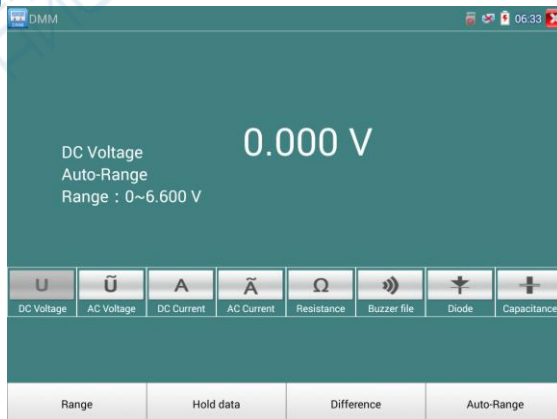 DMM
06:33
0.000 V
DC Voltage
Auto-Range
Range：0~6.600 V
U Ũ A Ã Ω
DC Voltage AC Voltage DC Current AC Current Resistance Buzzer file Diode Capacitance
Range Hold data Difference Auto-Range